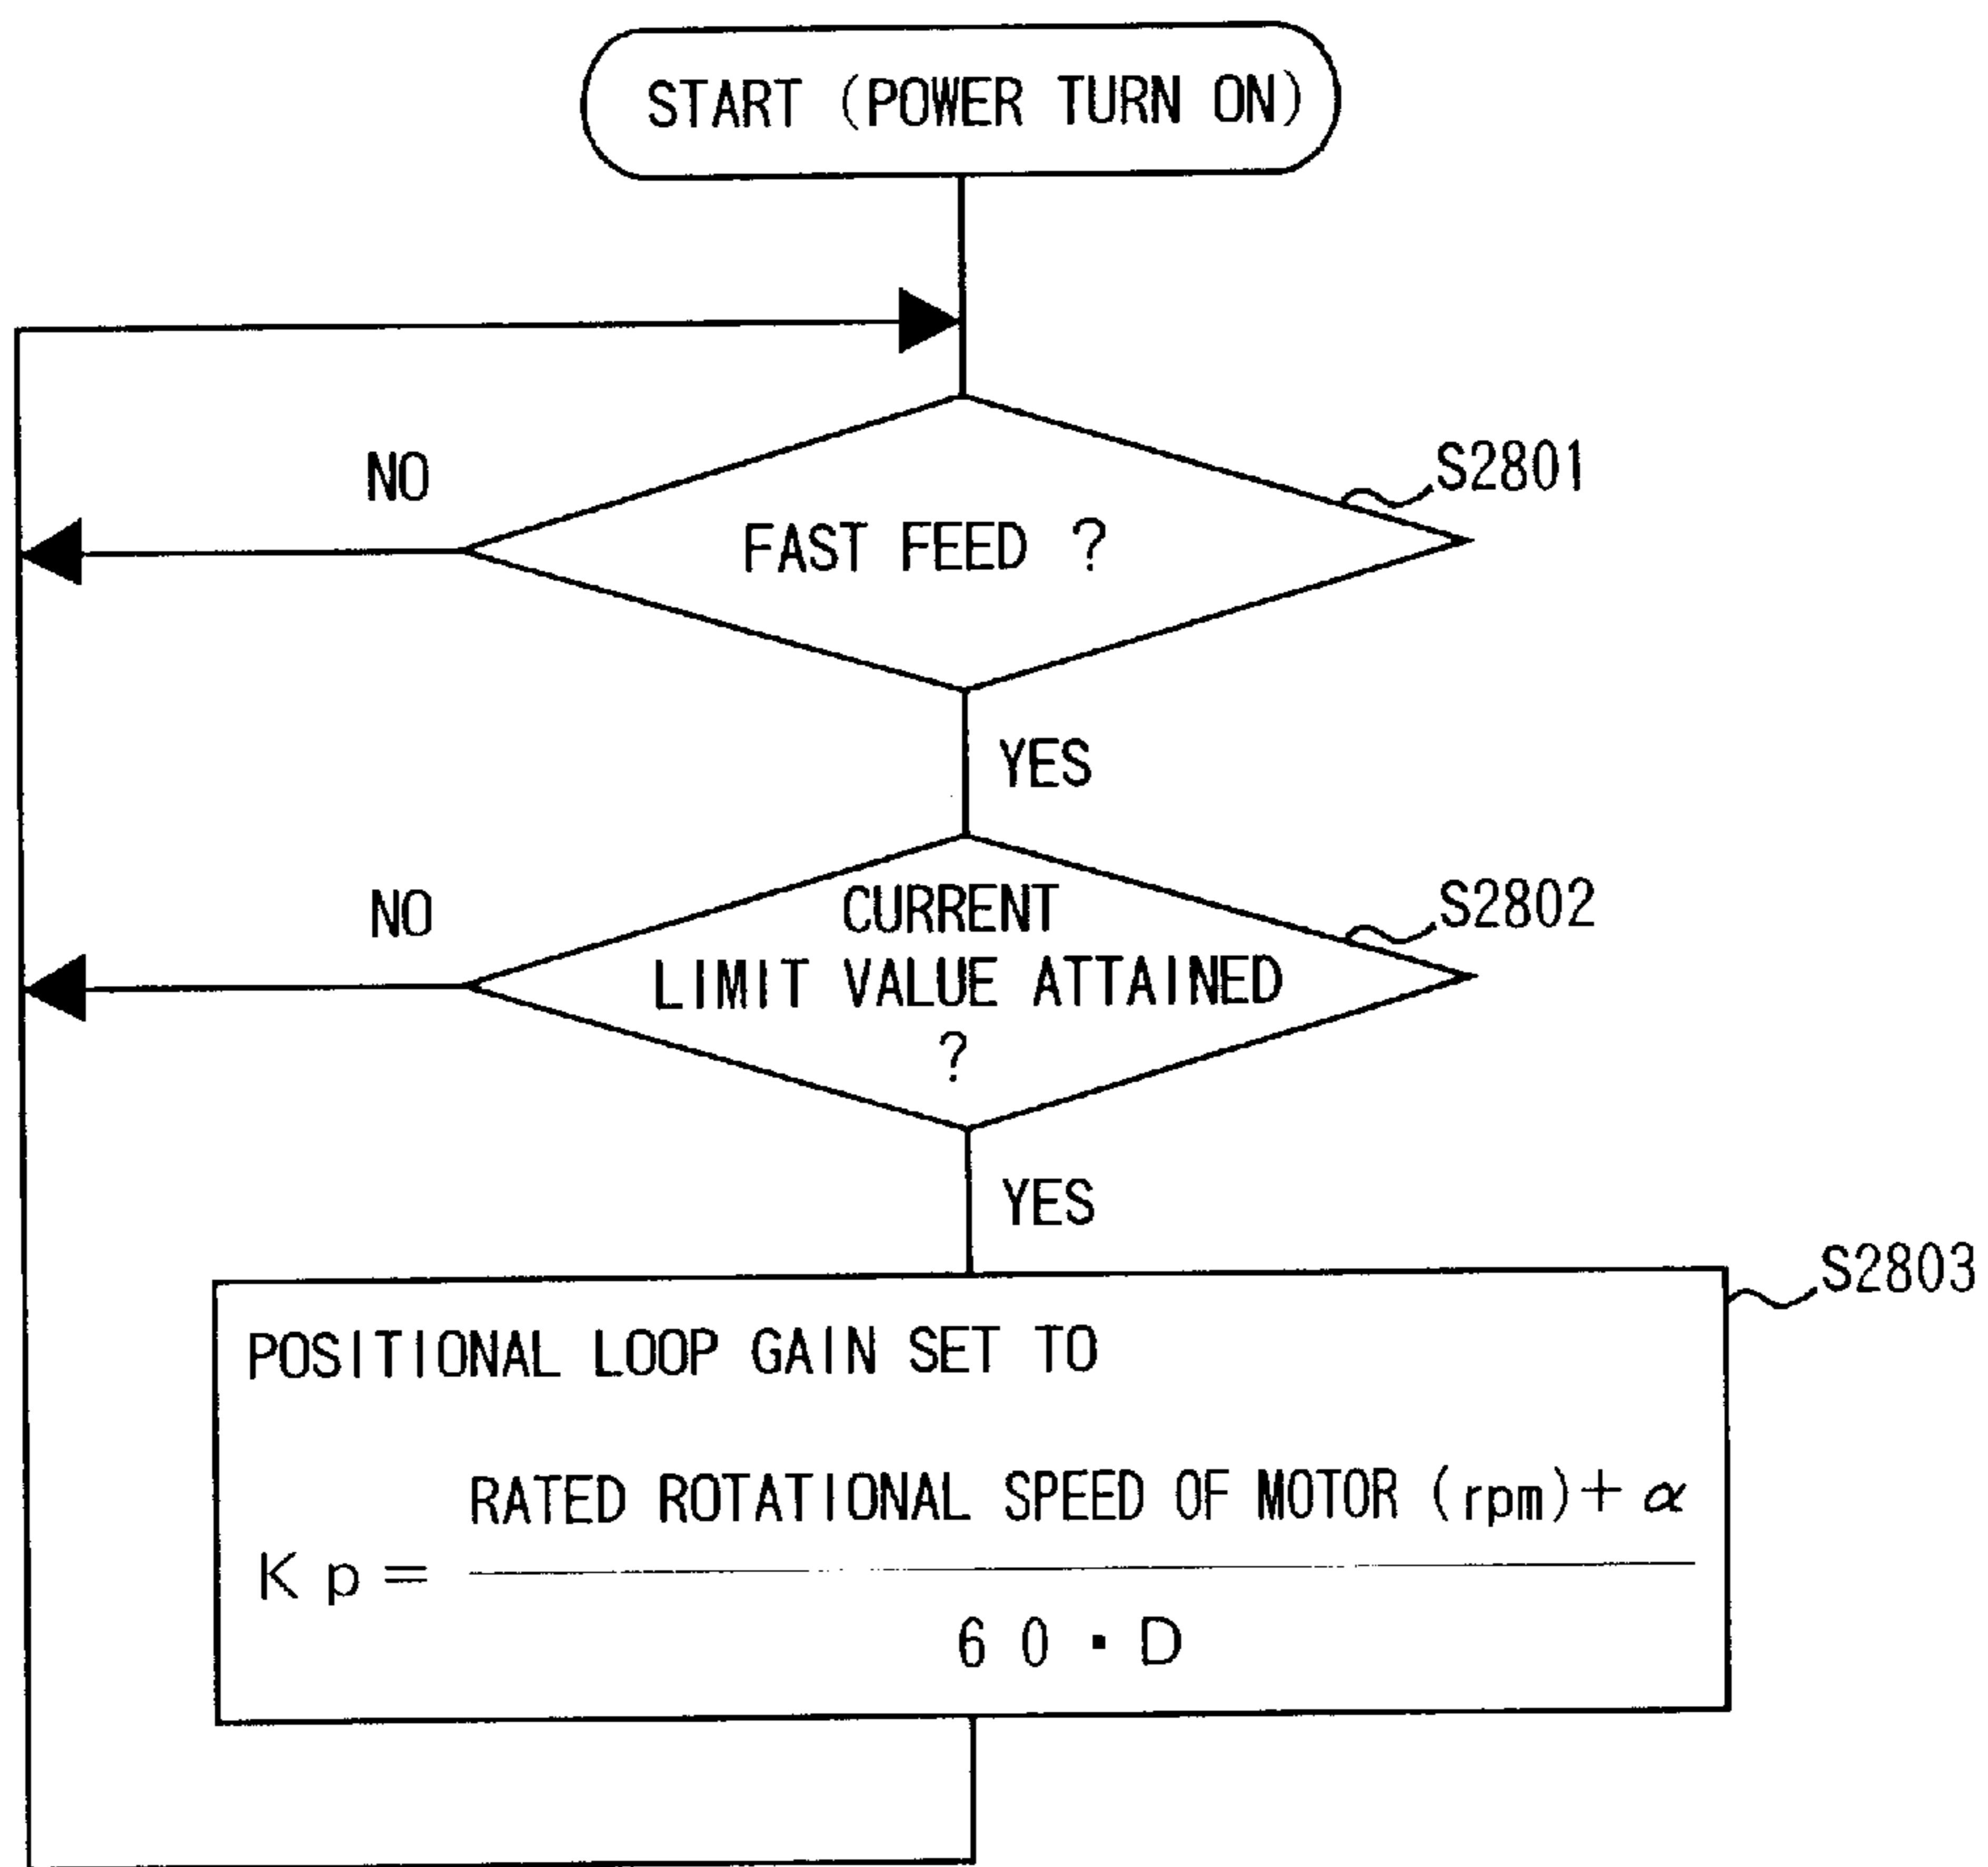 START (POWER TURN ON)
NO
S2801
FAST FEED ?
YES
NO
S2802
CURRENT
LIMIT VALUE ATTAINED
?
YES
S2803
POSITIONAL LOOP GAIN SET TO
RATED ROTATIONAL SPEED OF MOTOR (rpm)+ α
Kp=
60・D